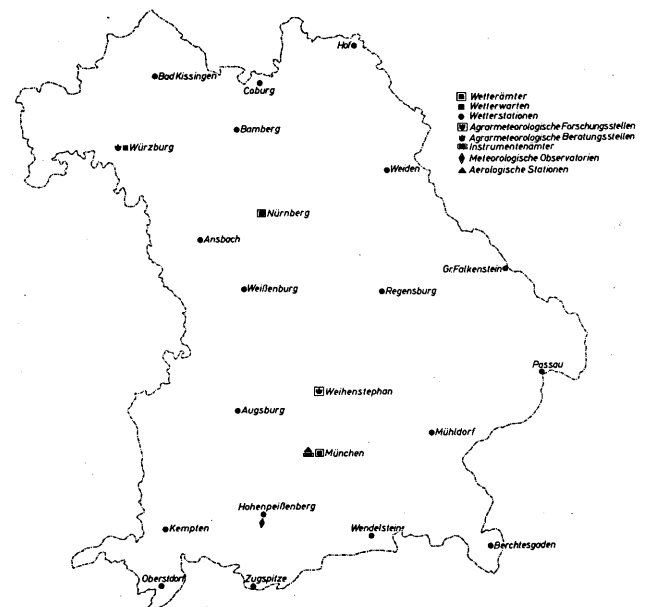 Hof
Bad Kissingen
Coburg
Wetterämter
Wetterwarten
Wetterstationen
Agrarmeteorologische Forschungsstellen
Agrarmeteorologische Beratungsstellen
Instrumentenämter
Meteorologische Observatorien
Aerologische Stationen
Bamberg
Würzburg
Weiden
Nürnberg
Ansbach
Gr.Falkenstein
Weißenburg
Regensburg
Passau
Weihenstephan
Augsburg
Mühldorf
München
Hohenpeißenberg
Kempten
Wendelstein
Berchtesgaden
Oberstdorf
Zugspitze